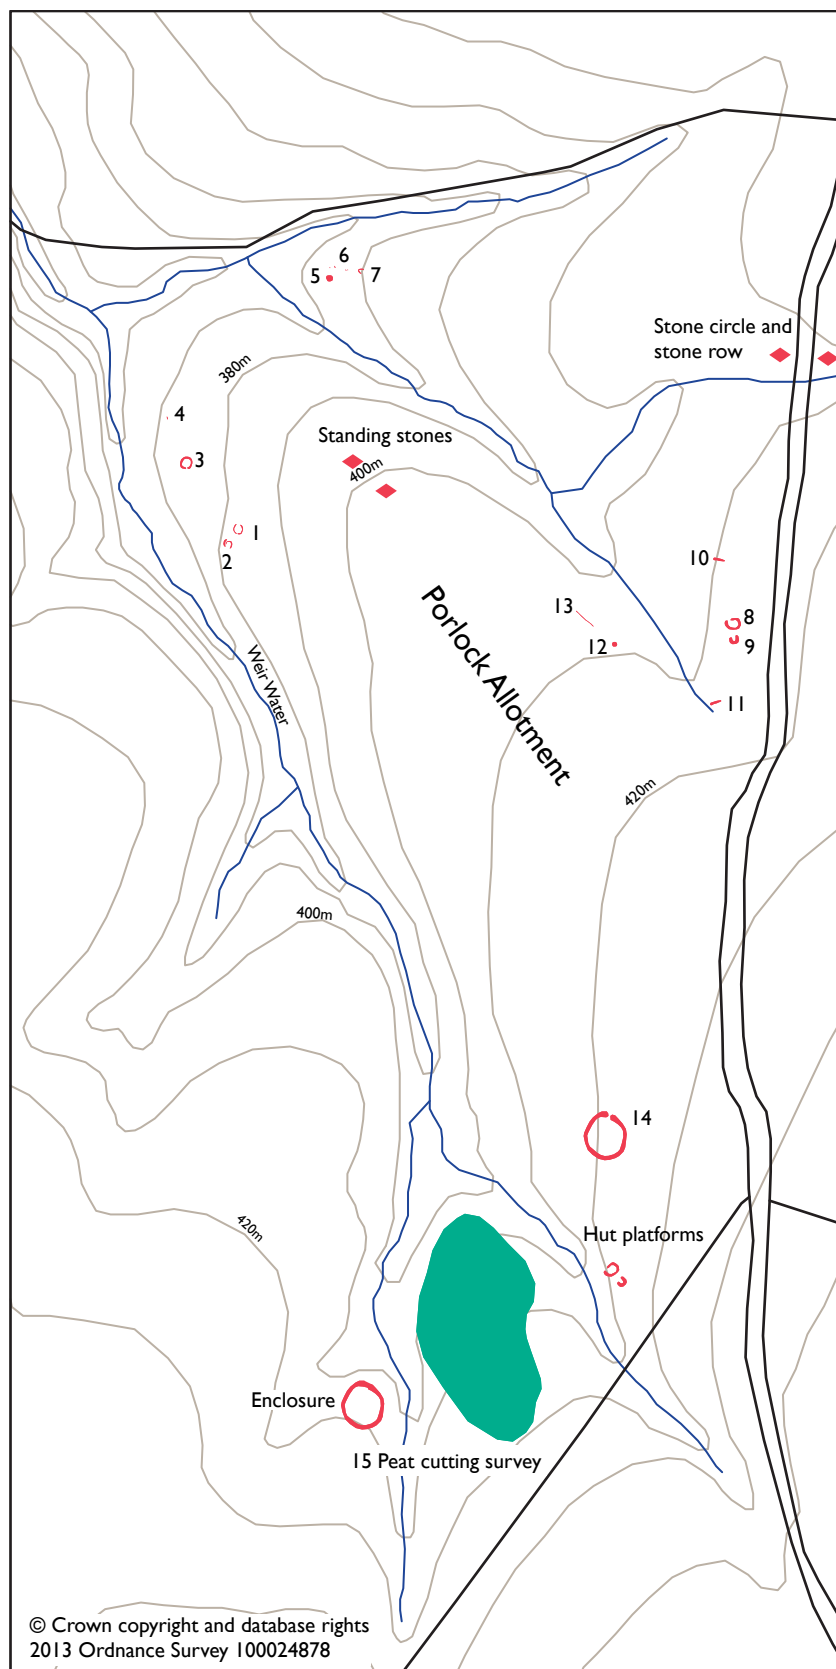 6
5
7
Stone circle and
stone row
380m
4
Standing stones
3
400m
1
2
10
13
8
12
9
Porlock Allotment
Weir Water
11
420m
400m
14
420m
Hut platforms
Enclosure
15 Peat cutting survey
© Crown copyright and database rights
2013 Ordnance Survey 100024878